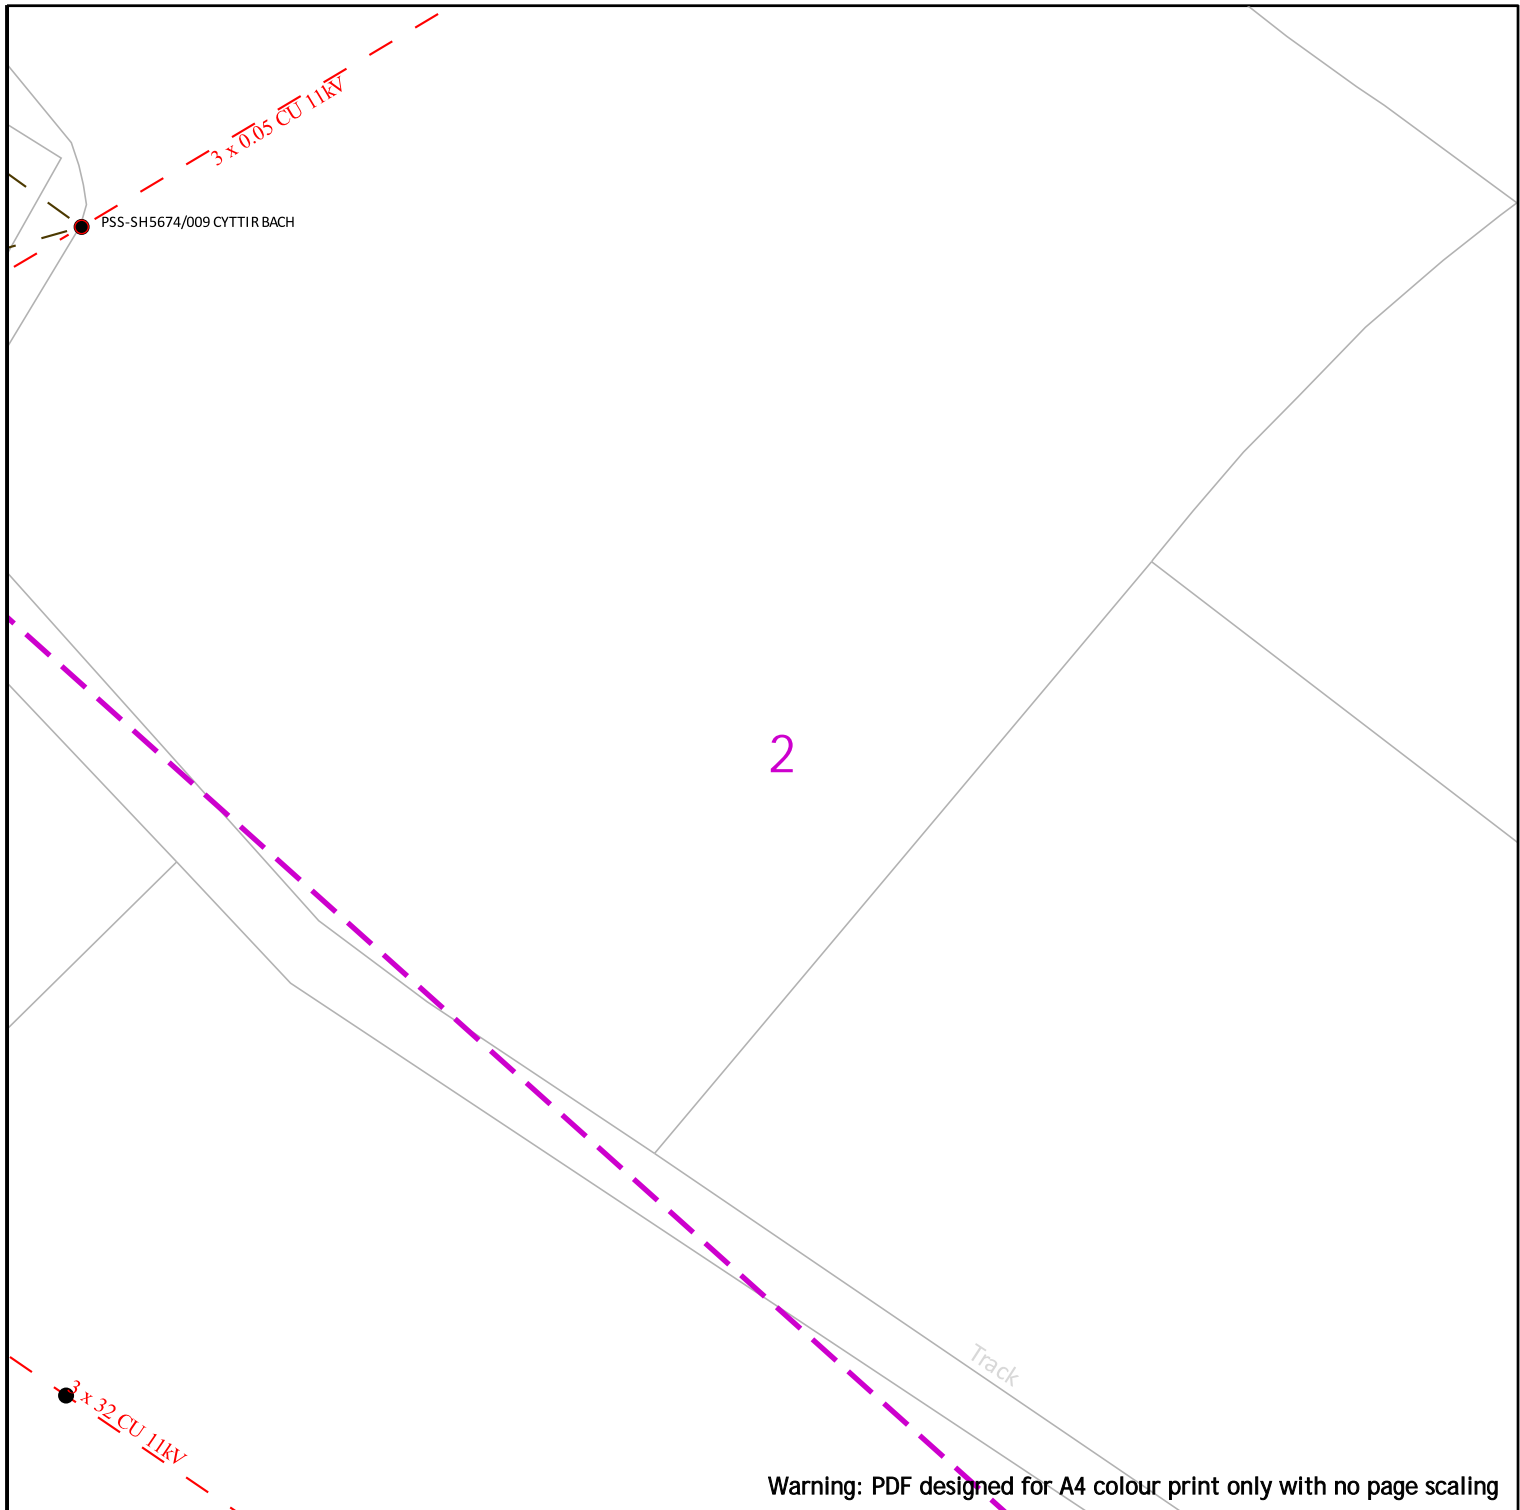 3 x 0.05 CU 11kV
PSS-SH5674/009 CYTTIR BACH
2
Track
3 x 32 CU 11kV
Warning: PDF designed for A4 colour print only with no page scaling